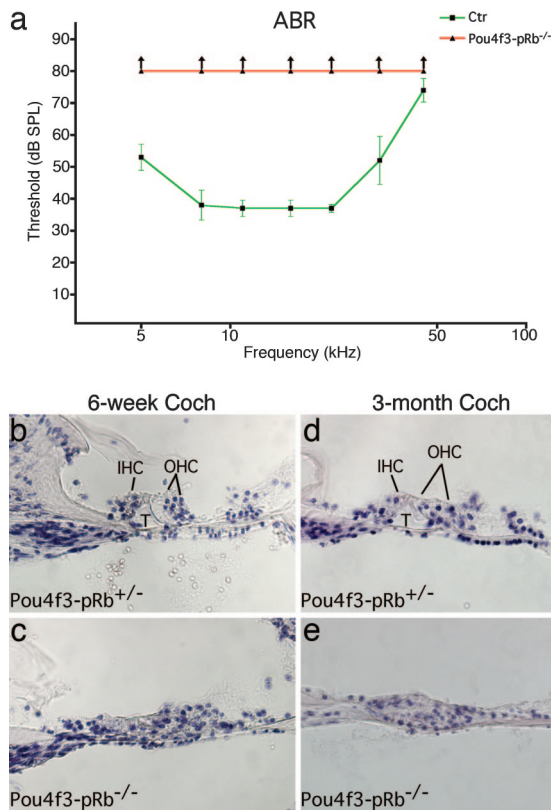 a
ABR
Ctr
Pou4f3-pRb-/-
Threshold (dB SPL)
90
80
70
60
50
40
30
20
10
5
10
50
100
Frequency (kHz)
6-week Coch
3-month Coch
b
IHC
OHC
T
Pou4f3-pRb+/-
d
IHC
OHC
T
Pou4f3-pRb+/-
c
Pou4f3-pRb-/-
e
Pou4f3-pRb-/-